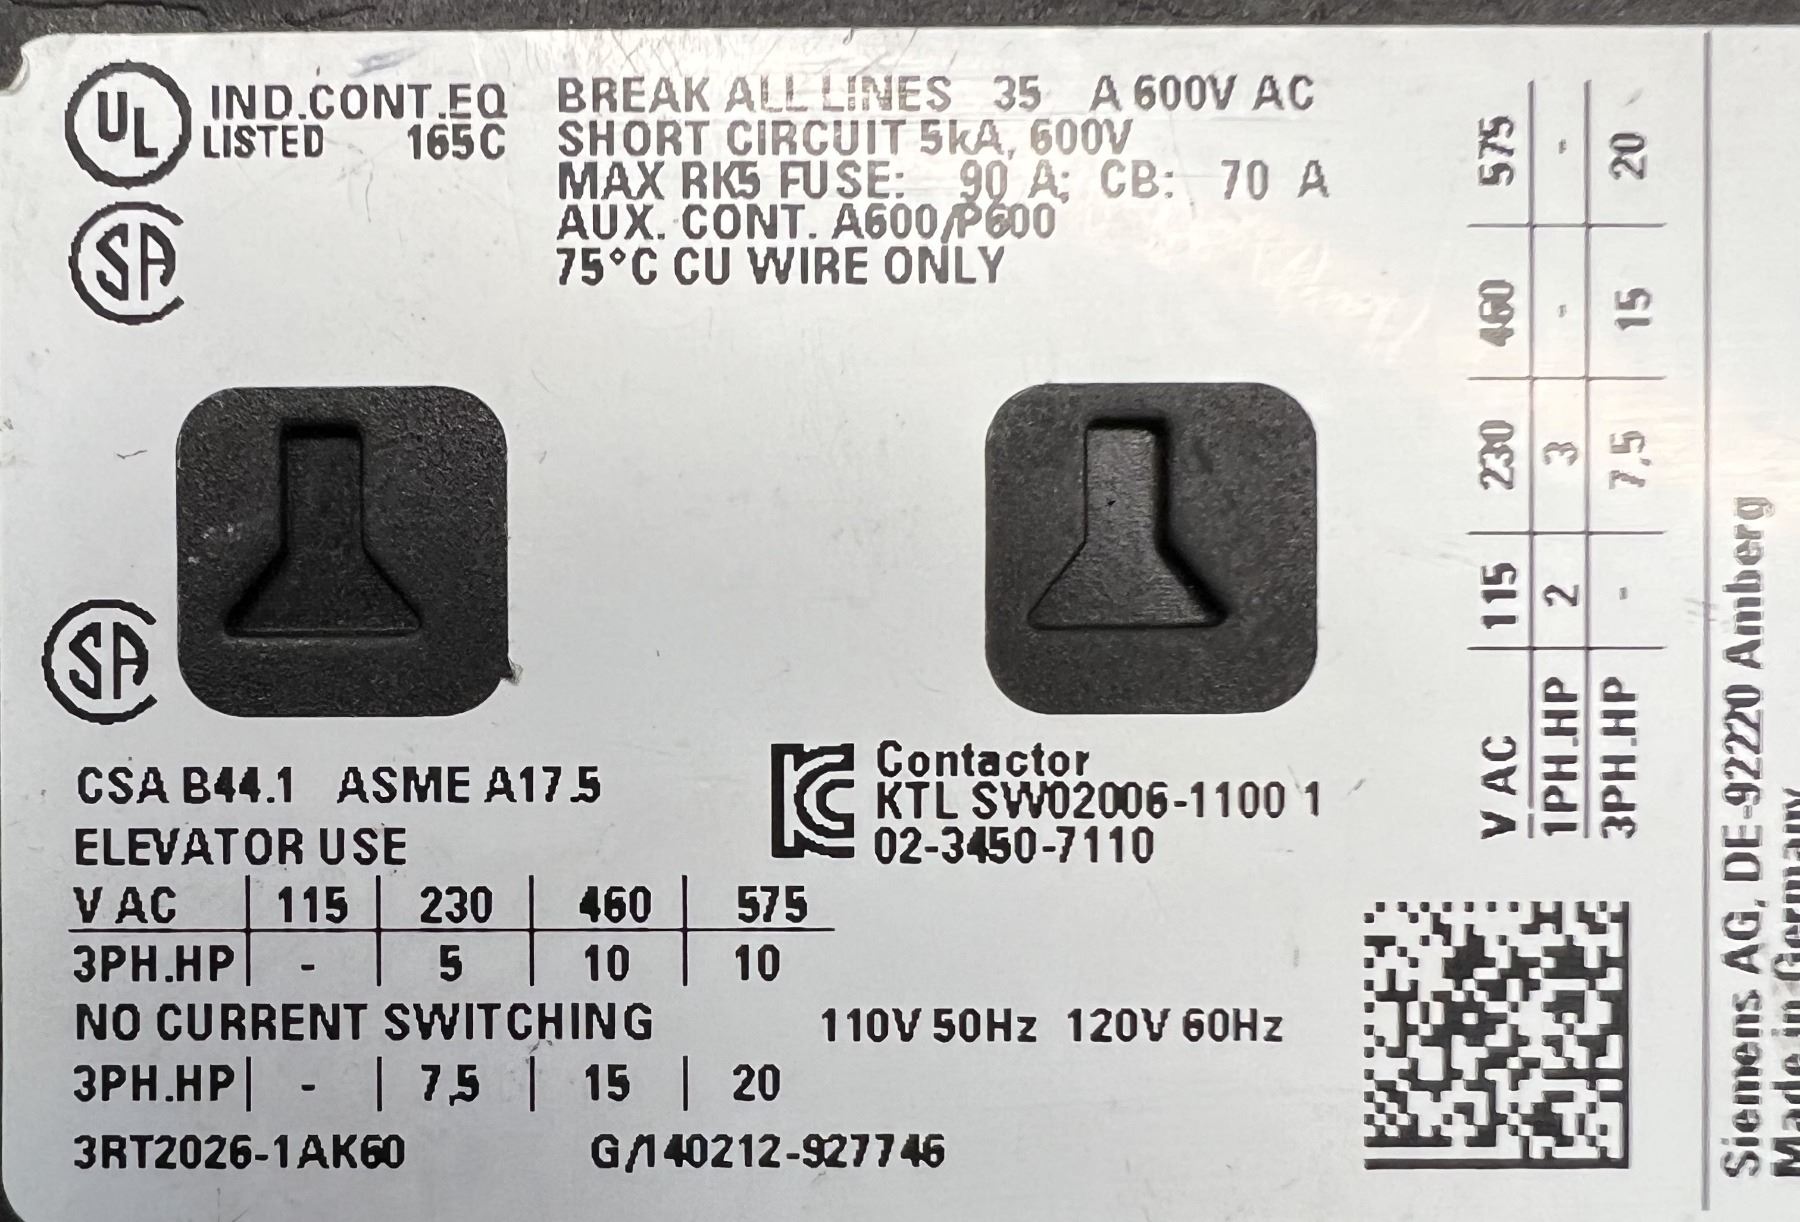 UL IND.CONT.EQ
LISTED 165C
BREAK ALL LINES 35 A 600V AC
SHORT CIRCUIT 5kA, 600V
MAX RK5 FUSE: 90 A; CB: 70 A
AUX. CONT. A600/P600
75°C CU WIRE ONLY
SA
SA
CSA B44.1 ASME A17.5
ELEVATOR USE
V AC | 115 | 230 | 460 | 575
3PH.HP | - | 5 | 10 | 10
NO CURRENT SWITCHING
3PH.HP | - | 7,5 | 15 | 20
3RT2026-1AK60 G/140212-927746
Contactor
KTL SW02006-1100 1
02-3450-7110
110V 50Hz 120V 60Hz
V AC 115 230 460 575
1PH.HP 2 3 - -
3PH.HP - 7,5 15 20
Siemens AG, DE-92220 Amberg
Made in Germany